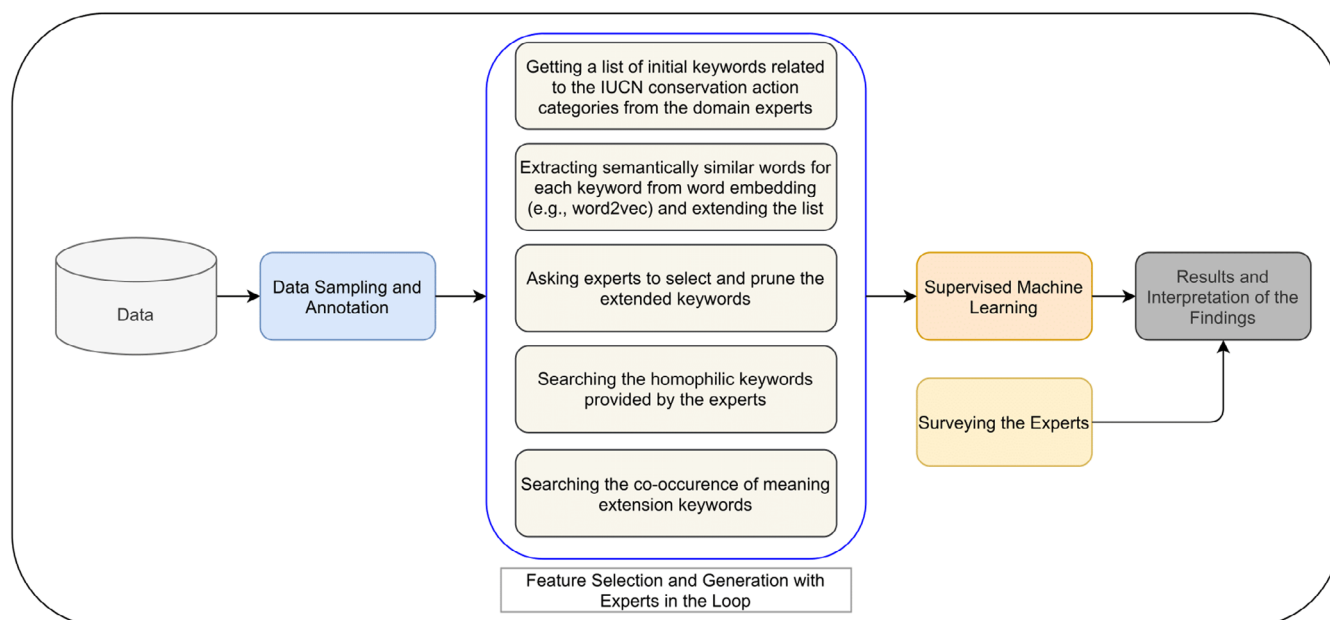 Data
Data Sampling and
Annotation
Getting a list of initial keywords related
to the IUCN conservation action
categories from the domain experts
Extracting semantically similar words for
each keyword from word embedding
(e.g., word2vec) and extending the list
Asking experts to select and prune the
extended keywords
Searching the homophilic keywords
provided by the experts
Searching the co-occurence of meaning
extension keywords
Feature Selection and Generation with
Experts in the Loop
Supervised Machine
Learning
Surveying the Experts
Results and
Interpretation of the
Findings